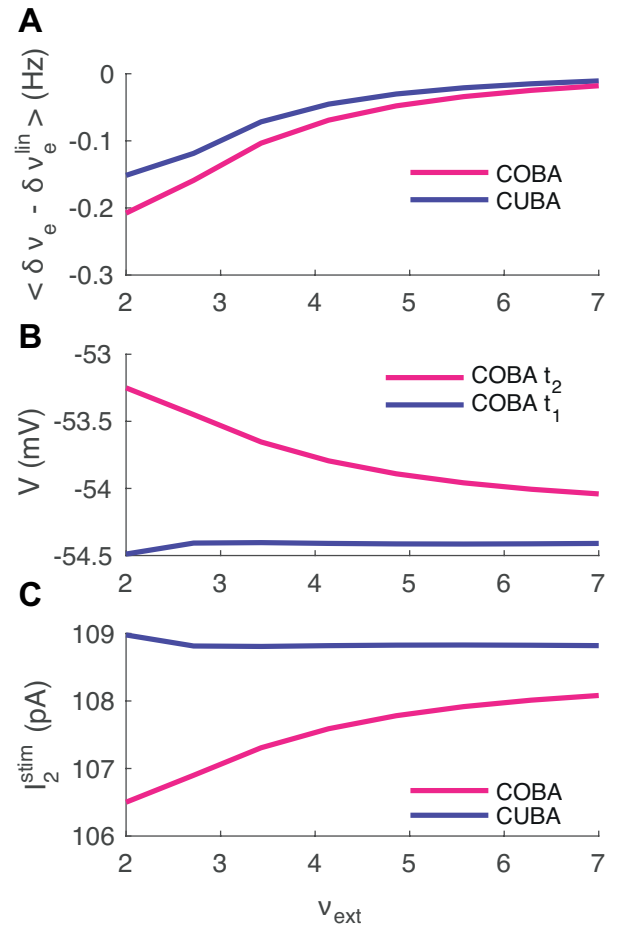 A
< δ ν_e - δ ν_e^lin > (Hz)
0
-0.1
-0.2
-0.3
COBA
CUBA
2 3 4 5 6 7
B
V (mV)
-53
-53.5
-54
-54.5
COBA t_2
COBA t_1
2 3 4 5 6 7
C
I_2^stim (pA)
109
108
107
106
COBA
CUBA
2 3 4 5 6 7
ν_ext